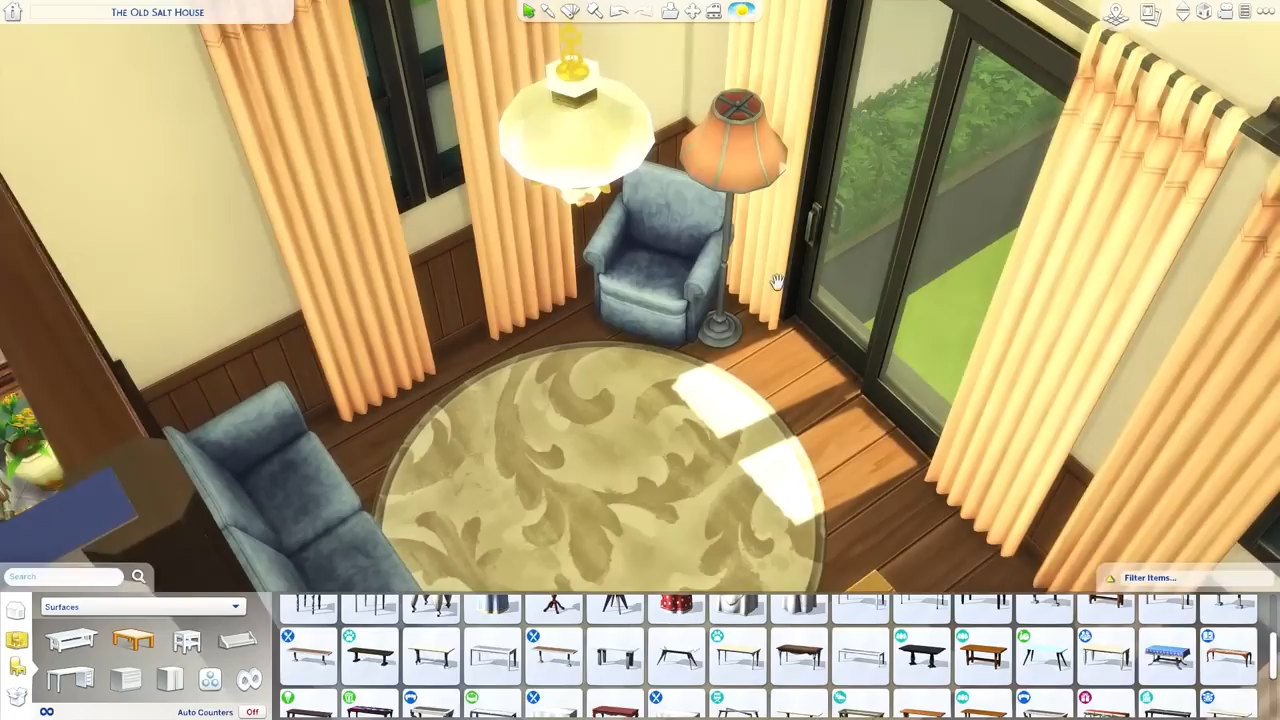 THE OLD SALT HOUSE
Search
Filter Items...
Surfaces
Auto Counters
Off